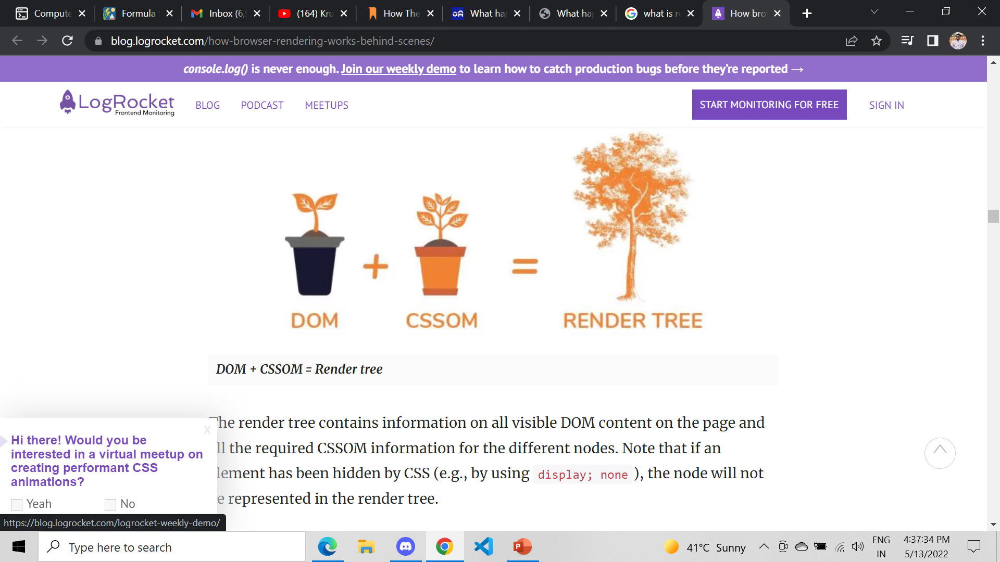 Compute
Formula
Inbox (6,
(164) Kru
How The
What ha
What ha
what is r
How bro
blog.logrocket.com/how-browser-rendering-works-behind-scenes/
console.log() is never enough. Join our weekly demo to learn how to catch production bugs before they’re reported →
LogRocket
Frontend Monitoring
BLOG
PODCAST
MEETUPS
START MONITORING FOR FREE
SIGN IN
+
=
DOM
CSSOM
RENDER TREE
DOM + CSSOM = Render tree
he render tree contains information on all visible DOM content on the page and
ll the required CSSOM information for the different nodes. Note that if an
lement has been hidden by CSS (e.g., by using display; none ), the node will not
e represented in the render tree.
X
Hi there! Would you be
interested in a virtual meetup on
creating performant CSS
animations?
Yeah
No
https://blog.logrocket.com/logrocket-weekly-demo/
Type here to search
41°C Sunny
ENG
IN
4:37:34 PM
5/13/2022